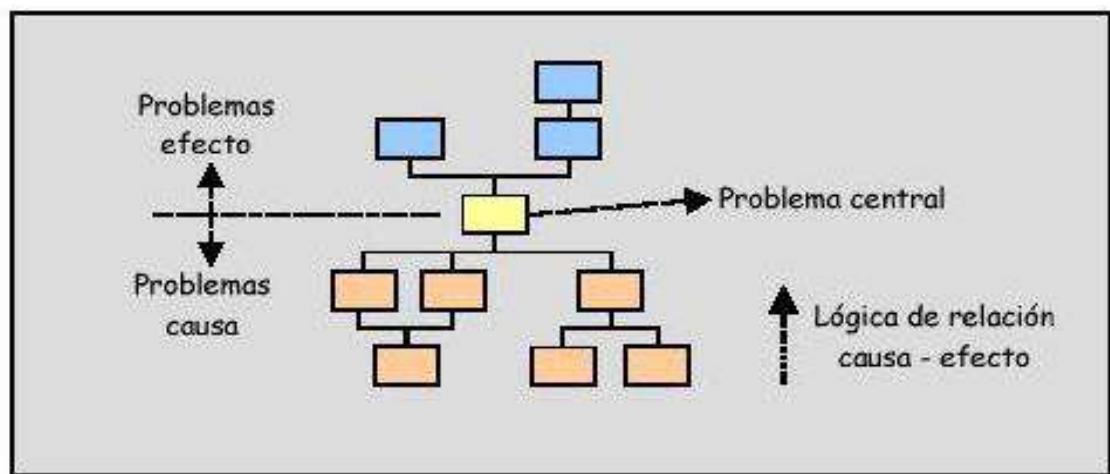 Problemas
efecto
Problema central
Problemas
causa
Lógica de relación
causa - efecto